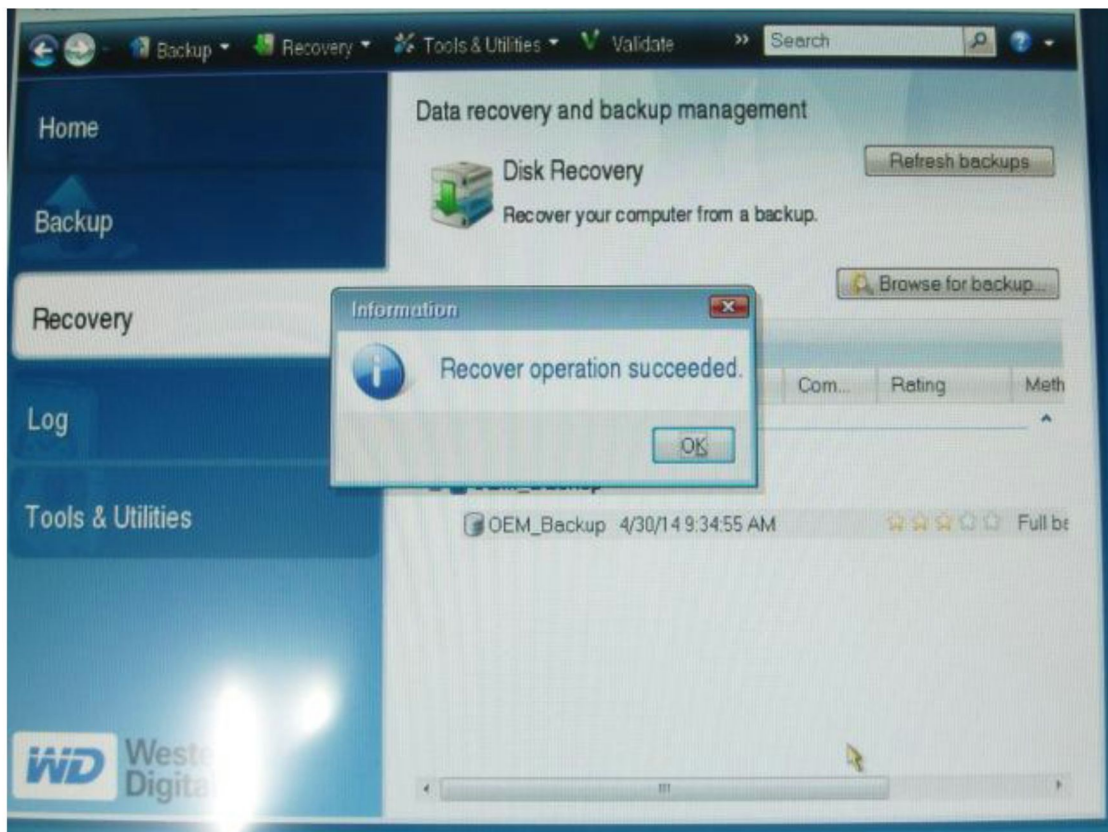 Backup Recovery Tools & Utilities Validate » Search
Home
Backup
Recovery
Log
Tools & Utilities
WD
Data recovery and backup management
Disk Recovery
Refresh backups
Recover your computer from a backup.
Browse for backup...
Information
Recover operation succeeded.
OK
Com... Rating Meth
OEM_Backup 4/30/14 9:34:55 AM Full be